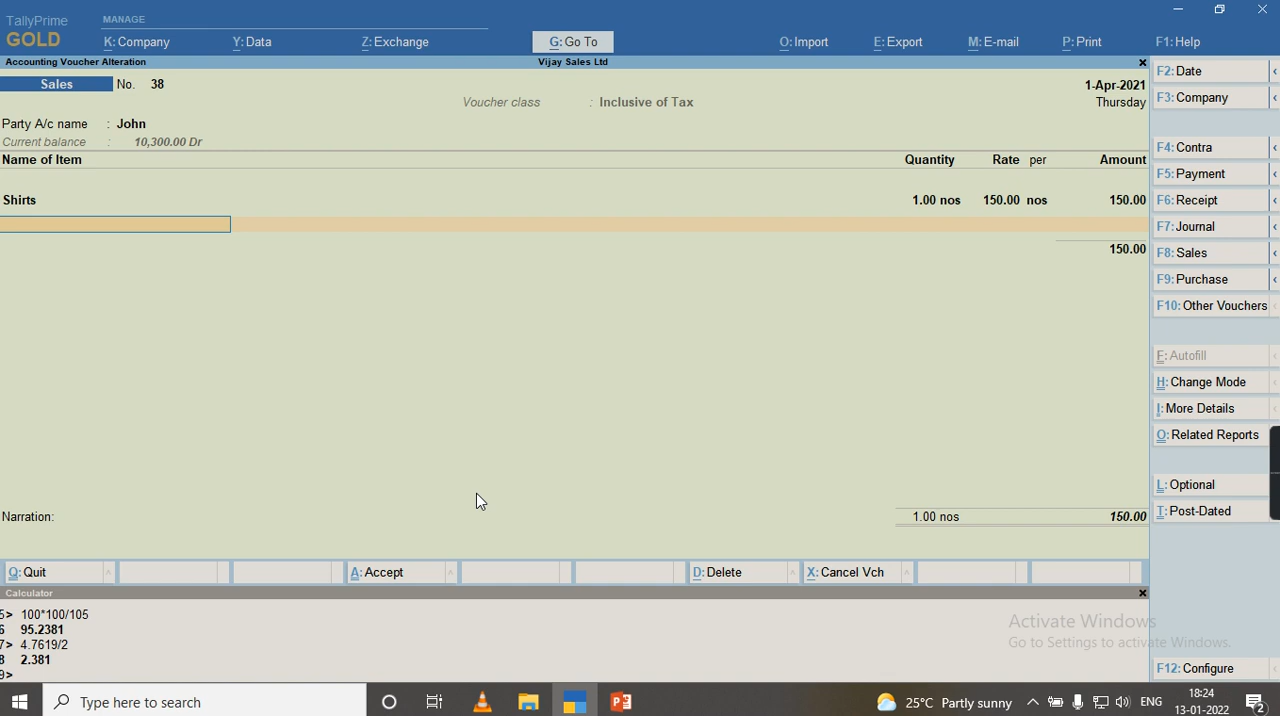 TallyPrime
GOLD
MANAGE
K: Company
Y: Data
Z: Exchange
G: Go To
O: Import
E: Export
M: E-mail
P: Print
F1: Help
Accounting Voucher Alteration
Vijay Sales Ltd
Sales No. 38
1-Apr-2021
Thursday
Voucher class : Inclusive of Tax
Party A/c name : John
Current balance : 10,300.00 Dr
Name of Item Quantity Rate per Amount
Shirts 1.00 nos 150.00 nos 150.00
150.00
Narration: 1.00 nos 150.00
Q: Quit
A: Accept
D: Delete
X: Cancel Vch
Calculator
5> 100*100/105
6 95.2381
7> 4.7619/2
8 2.381
9>
F2: Date
F3: Company
F4: Contra
F5: Payment
F6: Receipt
F7: Journal
F8: Sales
F9: Purchase
F10: Other Vouchers
F: Autofill
H: Change Mode
I: More Details
O: Related Reports
L: Optional
T: Post-Dated
F12: Configure
Activate Windows
Go to Settings to activate Windows.
Type here to search
25°C Partly sunny
ENG
18:24
13-01-2022
2